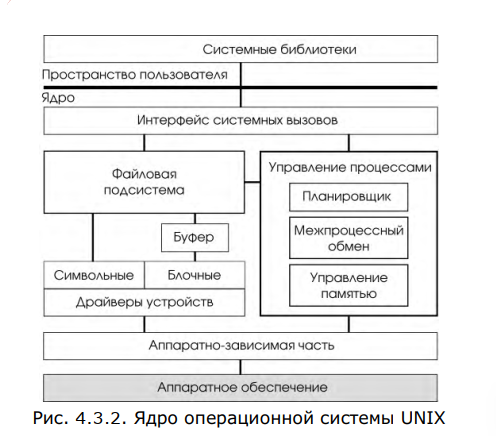 Системные библиотеки
Пространство пользователя
Ядро
Интерфейс системных вызовов
Файловая
подсистема
Управление процессами
Планировщик
Буфер
Межпроцессный
обмен
Символьные
Блочные
Управление
памятью
Драйверы устройств
Аппаратно-зависимая часть
Аппаратное обеспечение
Рис. 4.3.2. Ядро операционной системы UNIX